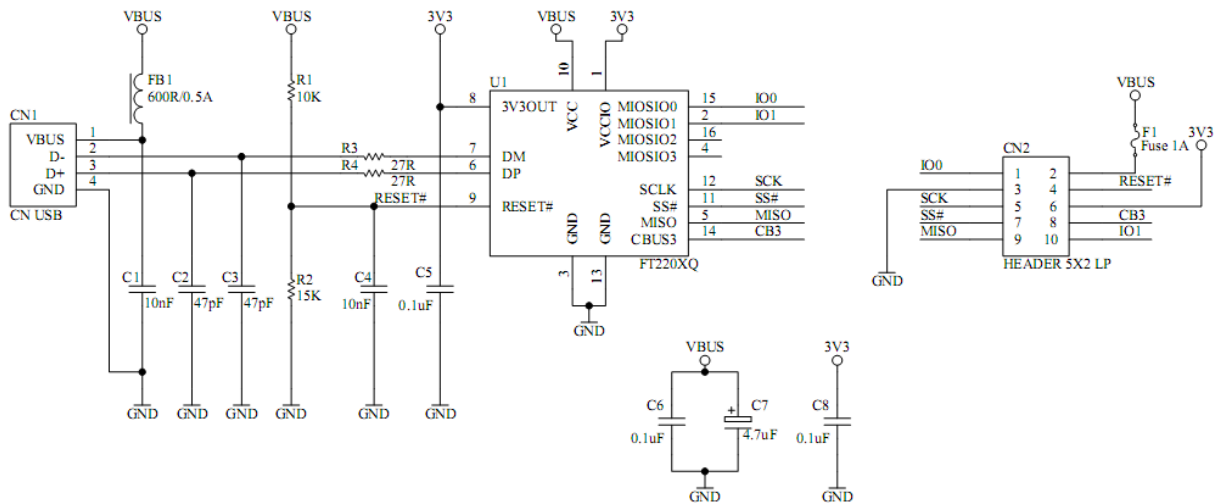 VBUS
VBUS
3V3
VBUS
3V3
FB1
600R/0.5A
R1
10K
U1
10
1
CN1
VBUS
D-
D+
GND
1
2
3
4
CN USB
R3
27R
R4
27R
RESET#
8
7
6
9
3V3OUT
DM
DP
RESET#
VCC
VCCIO
GND
GND
3
13
MIOSIO0
MIOSIO1
MIOSIO2
MIOSIO3
SCLK
SS#
MISO
CBUS3
15
2
16
4
12
11
5
14
IO0
IO1
SCK
SS#
MISO
CB3
FT220XQ
GND
VBUS
F1
Fuse 1A
3V3
CN2
IO0
SCK
SS#
MISO
1 2
3 4
5 6
7 8
9 10
RESET#
CB3
IO1
HEADER 5X2 LP
GND
C1
10nF
C2
47pF
C3
47pF
R2
15K
C4
10nF
C5
0.1uF
GND
GND
GND
GND
GND
GND
VBUS
C6
0.1uF
C7
+
4.7uF
GND
3V3
C8
0.1uF
GND